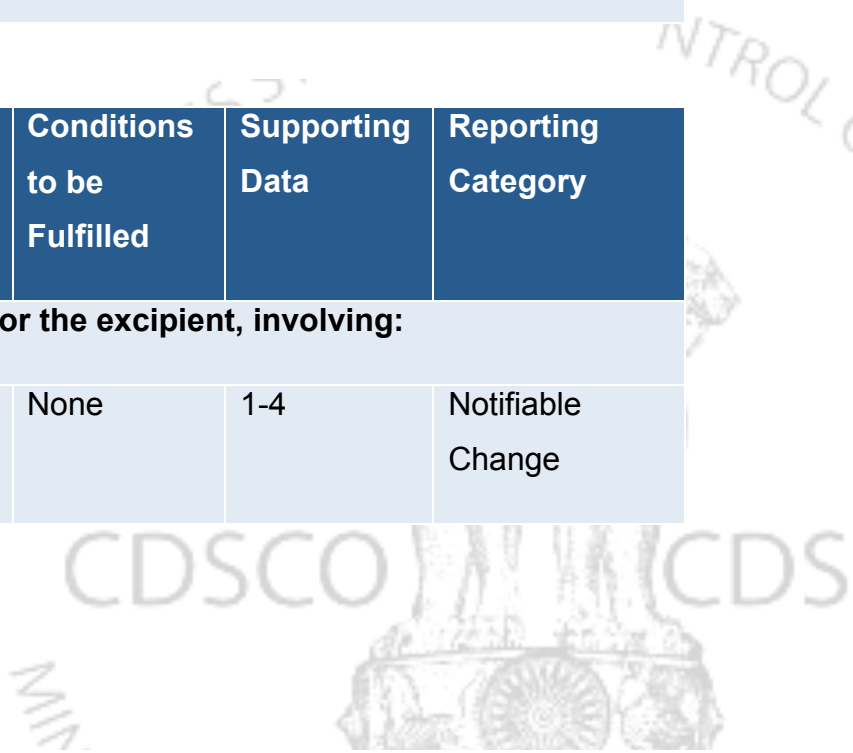 NTROL
Conditions to be Fulfilled
Supporting Data
Reporting Category
or the excipient, involving:
None
1-4
Notifiable Change
CDSCO
CDS